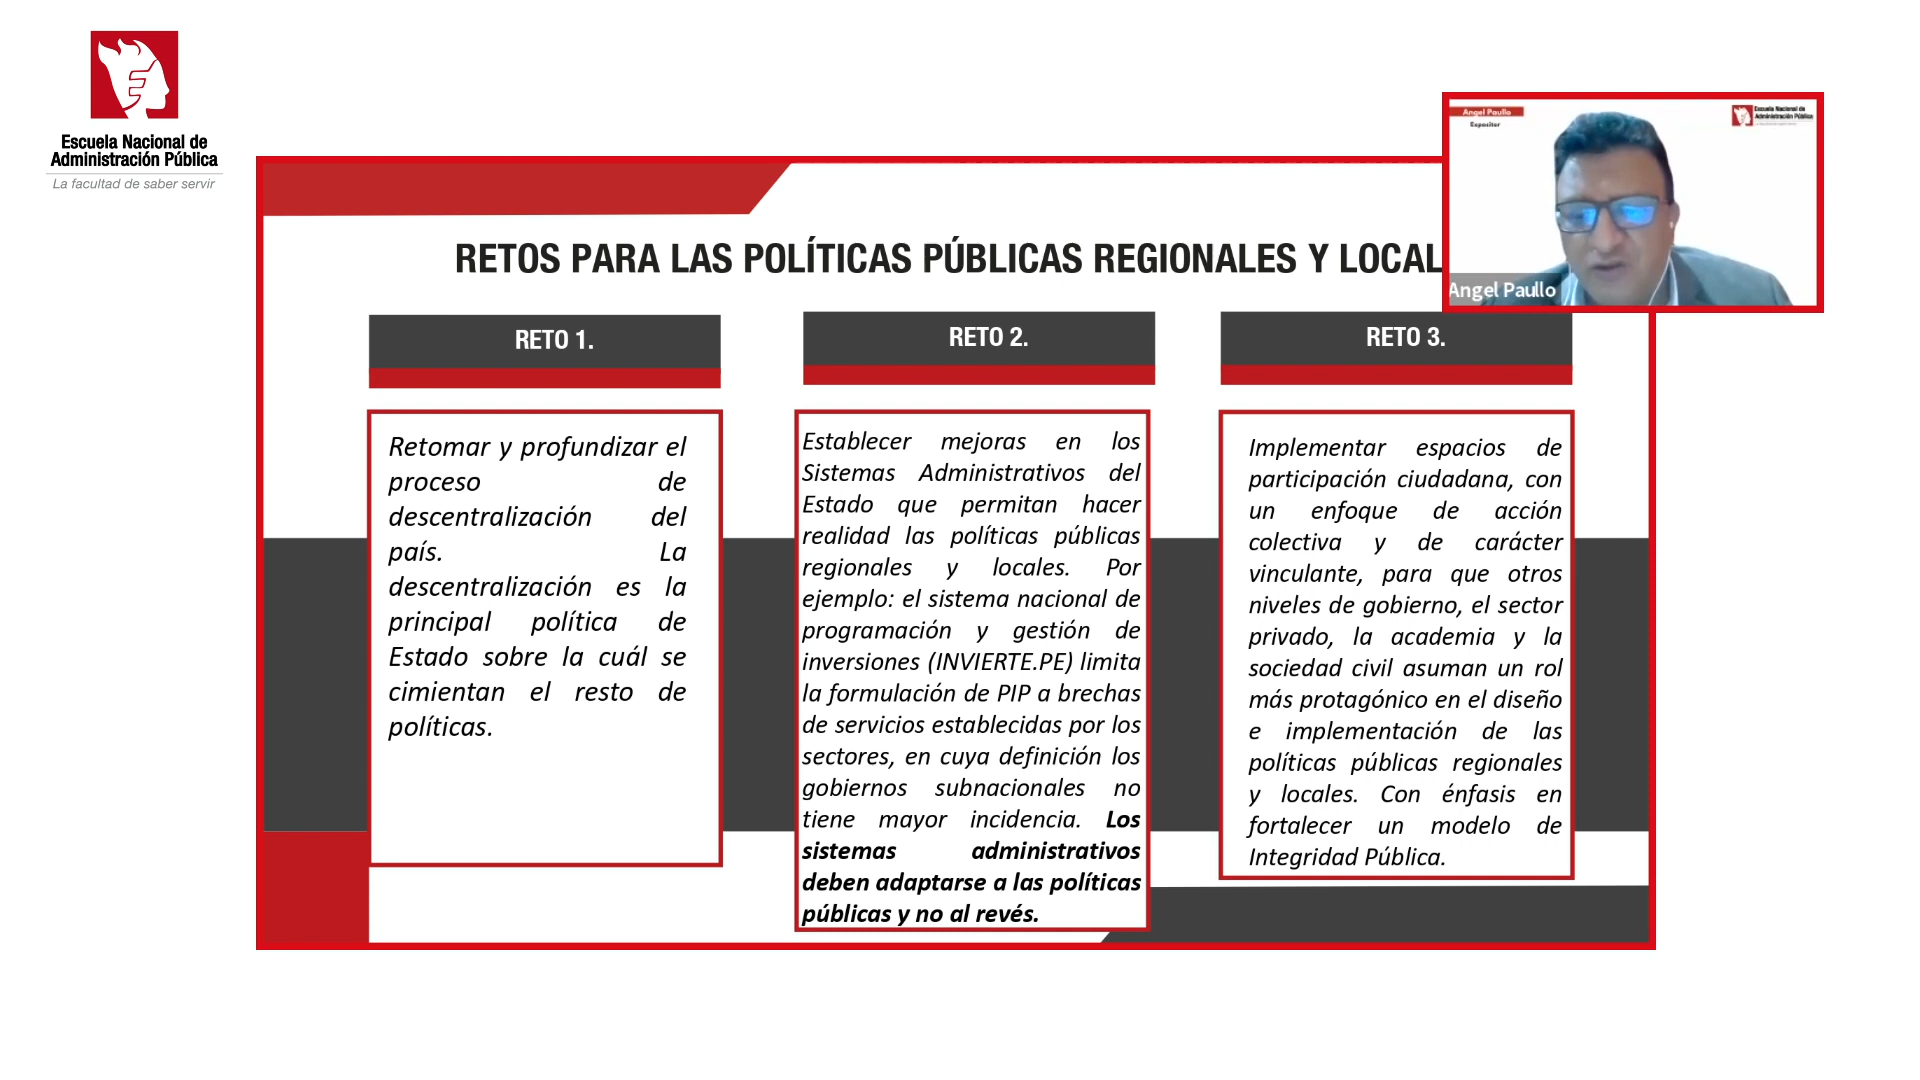 Escuela Nacional de
Administración Pública
La facultad de saber servir
Angel Paullo
Expositor
Escuela Nacional de
Administración Pública
Angel Paullo
RETOS PARA LAS POLÍTICAS PÚBLICAS REGIONALES Y LOCAL
RETO 1.
Retomar y profundizar el
proceso de
descentralización del
país. La
descentralización es la
principal política de
Estado sobre la cuál se
cimientan el resto de
políticas.
RETO 2.
Establecer mejoras en los
Sistemas Administrativos del
Estado que permitan hacer
realidad las políticas públicas
regionales y locales. Por
ejemplo: el sistema nacional de
programación y gestión de
inversiones (INVIERTE.PE) limita
la formulación de PIP a brechas
de servicios establecidas por los
sectores, en cuya definición los
gobiernos subnacionales no
tiene mayor incidencia. Los
sistemas administrativos
deben adaptarse a las políticas
públicas y no al revés.
RETO 3.
Implementar espacios de
participación ciudadana, con
un enfoque de acción
colectiva y de carácter
vinculante, para que otros
niveles de gobierno, el sector
privado, la academia y la
sociedad civil asuman un rol
más protagónico en el diseño
e implementación de las
políticas públicas regionales
y locales. Con énfasis en
fortalecer un modelo de
Integridad Pública.